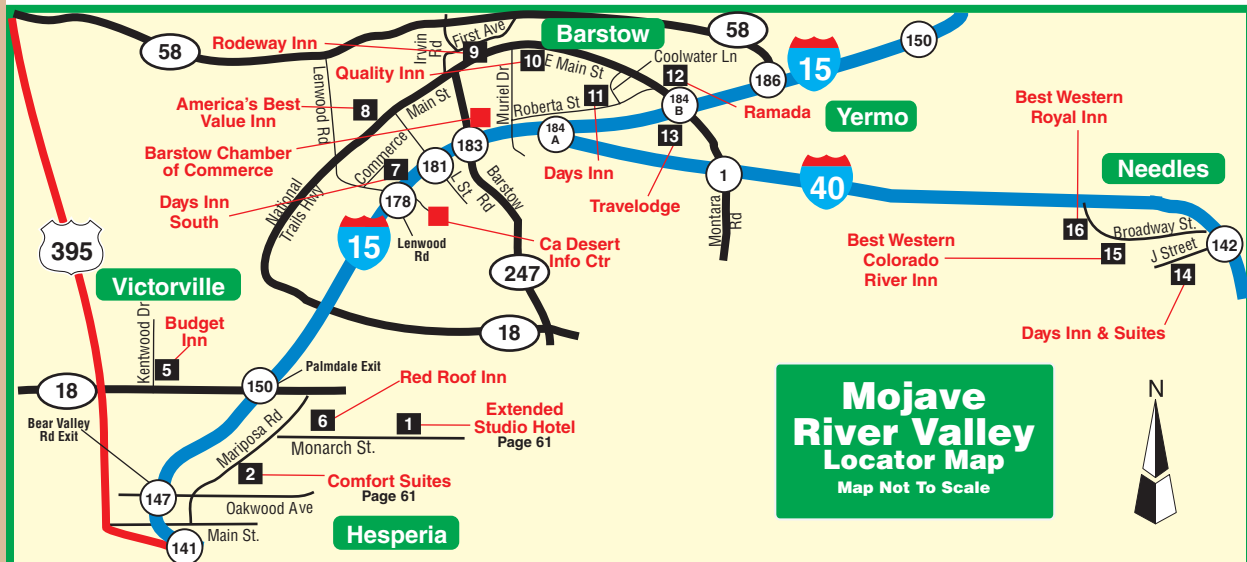 58
Rodeway Inn
Irwin Rd
First Ave
9
Barstow
58
150
Quality Inn
10
E Main St
Coolwater Ln
12
186
15
Lenwood Rd
America's Best
Value Inn
8
Main St
Muriel Dr
Roberta St
11
184
B
Ramada
Yermo
Best Western
Royal Inn
Barstow Chamber
of Commerce
183
184
A
13
Needles
Commerce
7
181
L St.
Barstow Rd
Days Inn
1
40
Days Inn
South
178
Travelodge
National
Trails Hwy
Lenwood
Rd
Montara
Rd
16
Broadway St.
395
15
Ca Desert
Info Ctr
Best Western
Colorado
River Inn
15
J Street
142
247
14
Victorville
Kentwood Dr
Budget
Inn
18
Days Inn & Suites
5
Palmdale Exit
18
150
Red Roof Inn
Mojave
River Valley
Locator Map
Map Not To Scale
N
Bear Valley
Rd Exit
Mariposa Rd
6
1
Extended
Studio Hotel
Page 61
Monarch St.
2
Comfort Suites
Page 61
147
Oakwood Ave
Main St.
Hesperia
141